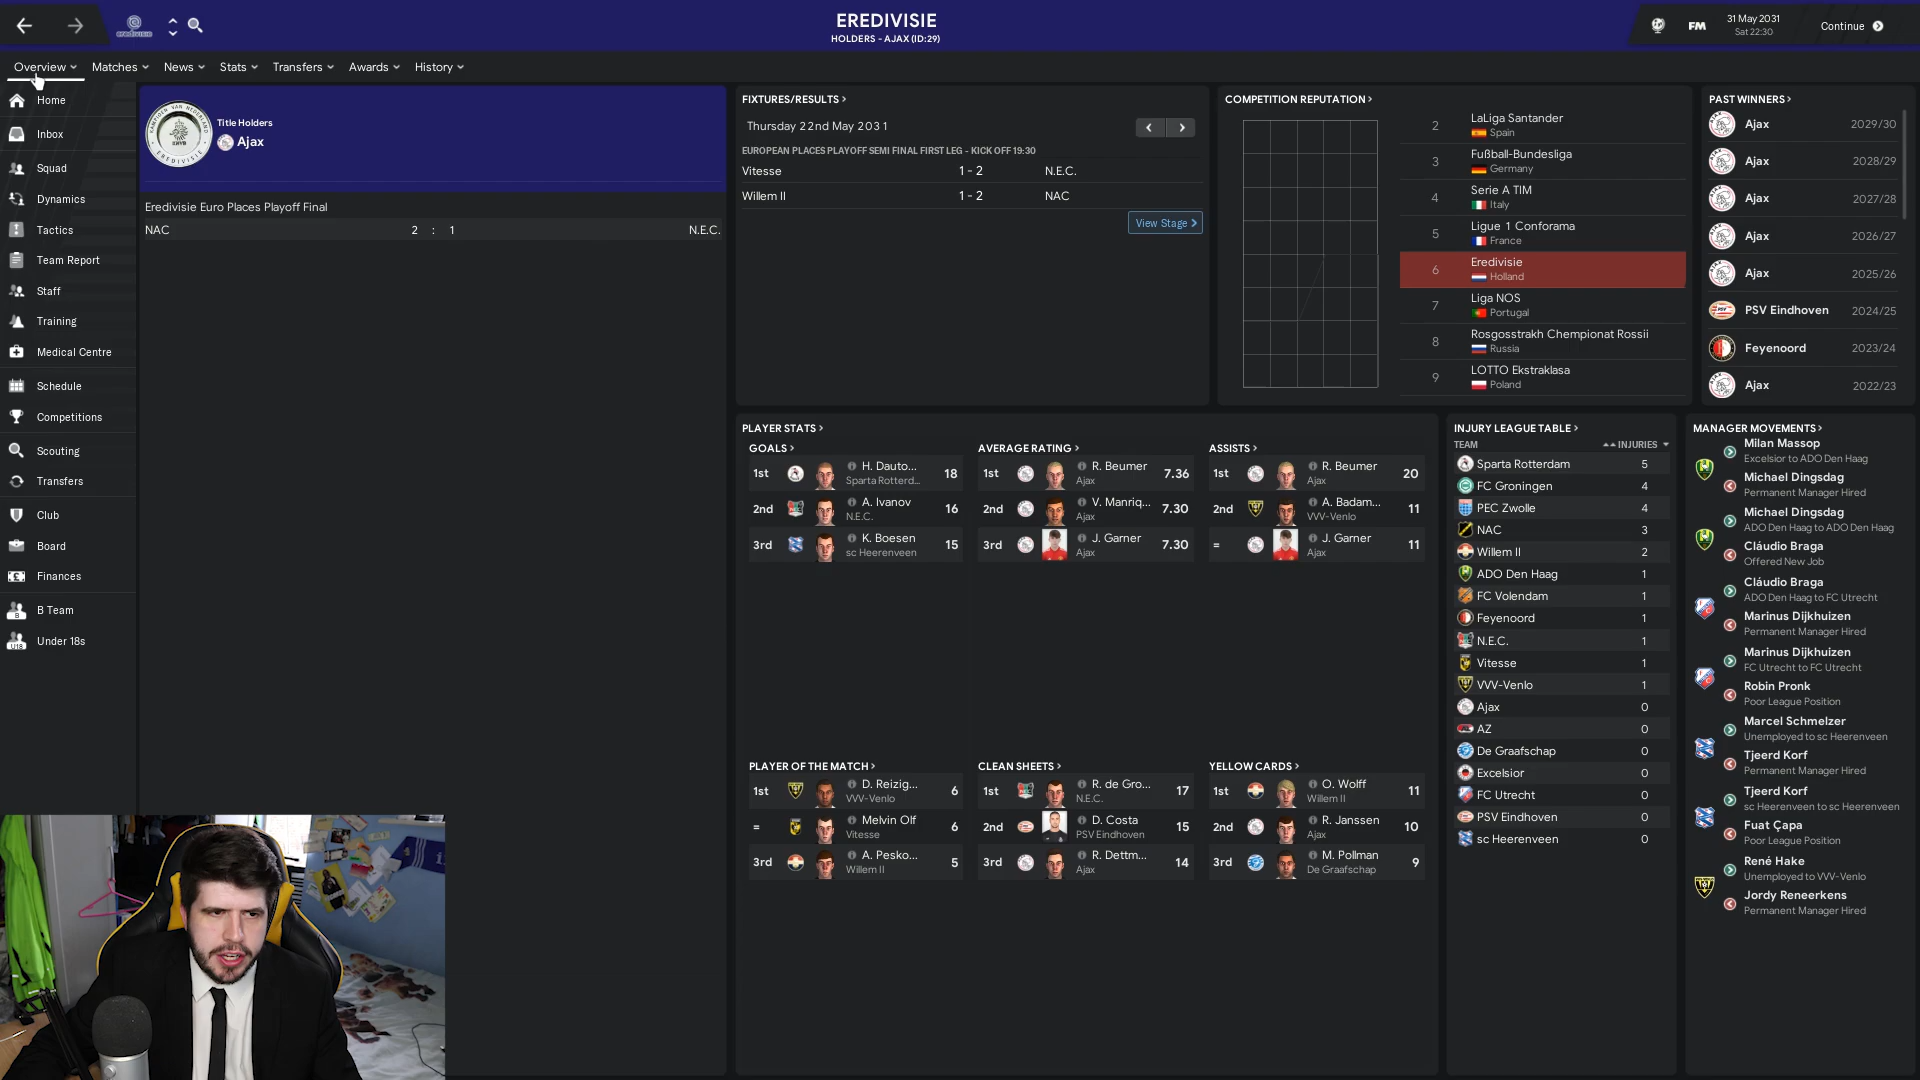 EREDIVISIE
HOLDERS - AJAX (ID:29)
FM
31 May 2031
Sat 22:30
Continue
Overview
Matches
News
Stats
Transfers
Awards
History
Home
Inbox
Squad
Dynamics
Tactics
Team Report
Staff
Training
Medical Centre
Schedule
Competitions
Scouting
Transfers
Club
Board
Finances
B Team
Under 18s
Title Holders
Ajax
Eredivisie Euro Places Playoff Final
NAC 2 : 1 N.E.C.
FIXTURES/RESULTS
Thursday 22nd May 2031
EUROPEAN PLACES PLAYOFF SEMI FINAL FIRST LEG - KICK OFF 19:30
Vitesse 1 - 2 N.E.C.
Willem II 1 - 2 NAC
View Stage
COMPETITION REPUTATION
2 LaLiga Santander
Spain
3 Fußball-Bundesliga
Germany
4 Serie A TIM
Italy
5 Ligue 1 Conforama
France
6 Eredivisie
Holland
7 Liga NOS
Portugal
8 Rosgosstrakh Chempionat Rossii
Russia
9 LOTTO Ekstraklasa
Poland
PAST WINNERS
Ajax 2029/30
Ajax 2028/29
Ajax 2027/28
Ajax 2026/27
Ajax 2025/26
PSV Eindhoven 2024/25
Feyenoord 2023/24
Ajax 2022/23
PLAYER STATS
GOALS
1st H. Dauto... 18
Sparta Rotterd...
2nd A. Ivanov 16
N.E.C.
3rd K. Boesen 15
sc Heerenveen
AVERAGE RATING
1st R. Beumer 7.36
Ajax
2nd V. Manriq... 7.30
Ajax
3rd J. Garner 7.30
Ajax
ASSISTS
1st R. Beumer 20
Ajax
2nd A. Badam... 11
VVV-Venlo
= J. Garner 11
Ajax
PLAYER OF THE MATCH
1st D. Reizig... 6
VVV-Venlo
= Melvin Olf 6
Vitesse
3rd A. Pesko... 5
Willem II
CLEAN SHEETS
1st R. de Gro... 17
N.E.C.
2nd D. Costa 15
PSV Eindhoven
3rd R. Dettm... 14
Ajax
YELLOW CARDS
1st O. Wolff 11
Willem II
2nd R. Janssen 10
Ajax
3rd M. Pollman 9
De Graafschap
INJURY LEAGUE TABLE
TEAM INJURIES
Sparta Rotterdam 5
FC Groningen 4
PEC Zwolle 4
NAC 3
Willem II 2
ADO Den Haag 1
FC Volendam 1
Feyenoord 1
N.E.C. 1
Vitesse 1
VVV-Venlo 1
Ajax 0
AZ 0
De Graafschap 0
Excelsior 0
FC Utrecht 0
PSV Eindhoven 0
sc Heerenveen 0
MANAGER MOVEMENTS
Milan Massop
Excelsior to ADO Den Haag
Michael Dingsdag
Permanent Manager Hired
Michael Dingsdag
ADO Den Haag to ADO Den Haag
Cláudio Braga
Offered New Job
Cláudio Braga
ADO Den Haag to FC Utrecht
Marinus Dijkhuizen
Permanent Manager Hired
Marinus Dijkhuizen
FC Utrecht to FC Utrecht
Robin Pronk
Poor League Position
Marcel Schmelzer
Unemployed to sc Heerenveen
Tjeerd Korf
Permanent Manager Hired
Tjeerd Korf
sc Heerenveen to sc Heerenveen
Fuat Çapa
Poor League Position
René Hake
Unemployed to VVV-Venlo
Jordy Reneerkens
Permanent Manager Hired